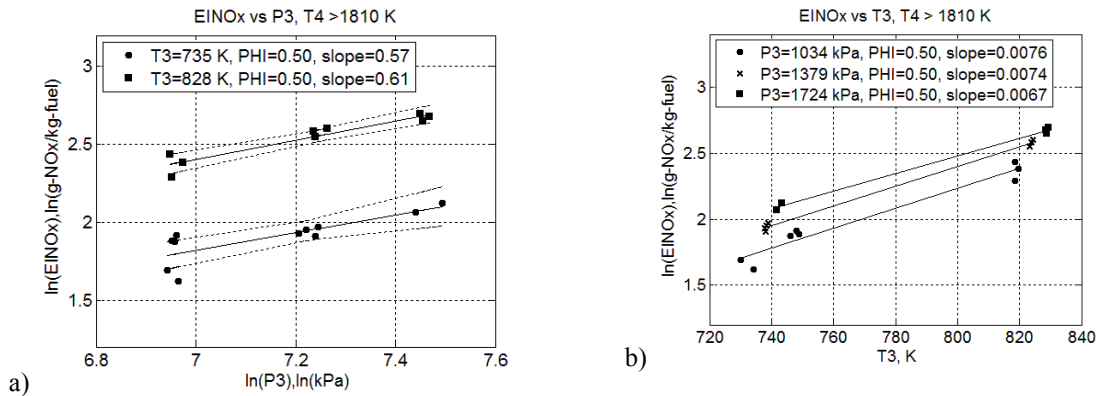 EINOx vs P3, T4 >1810 K
T3=735 K, PHI=0.50, slope=0.57
T3=828 K, PHI=0.50, slope=0.61
3
2.5
2
1.5
6.8 7 7.2 7.4 7.6
ln(EINOx),ln(g-NOx/kg-fuel)
ln(P3),ln(kPa)
a)
EINOx vs T3, T4 > 1810 K
P3=1034 kPa, PHI=0.50, slope=0.0076
P3=1379 kPa, PHI=0.50, slope=0.0074
P3=1724 kPa, PHI=0.50, slope=0.0067
3
2.5
2
1.5
720 740 760 780 800 820 840
ln(EINOx),ln(g-NOx/kg-fuel)
T3, K
b)